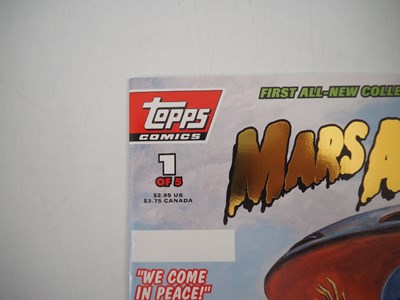 FIRST ALL-NEW COLLE
TOPPS
COMICS
1
OF 5
$2.95 US
$3.75 CANADA
MARS A
"WE COME
IN PEACE!"